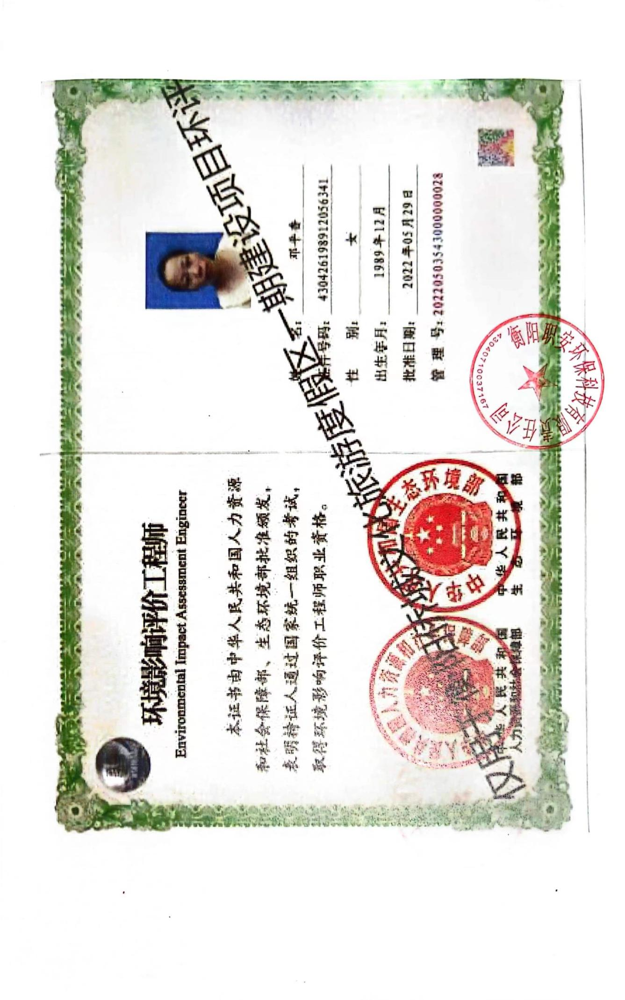 环境影响评价工程师
Environmental Impact Assessment Engineer
本证书由中华人民共和国人力资源
和社会保障部、生态环境部批准颁发，
表明持证人通过国家统一组织的考试，
取得环境影响评价工程师职业资格。
中华人民共和国
人力资源和社会保障部
中华人民共和国
生态环境部
姓名：邓平香
证件号码：430426198912056341
性别：女
出生年月：1989年12月
批准日期：2022年05月29日
管理号：20220503543000000028
衡阳职安环保科技有限责任公司
4304071003719
旅游度假区一期建设项目环评